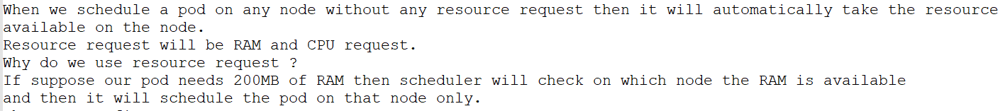 When we schedule a pod on any node without any resource request then it will automatically take the resource
available on the node.
Resource request will be RAM and CPU request.
Why do we use resource request ?
If suppose our pod needs 200MB of RAM then scheduler will check on which node the RAM is available
and then it will schedule the pod on that node only.